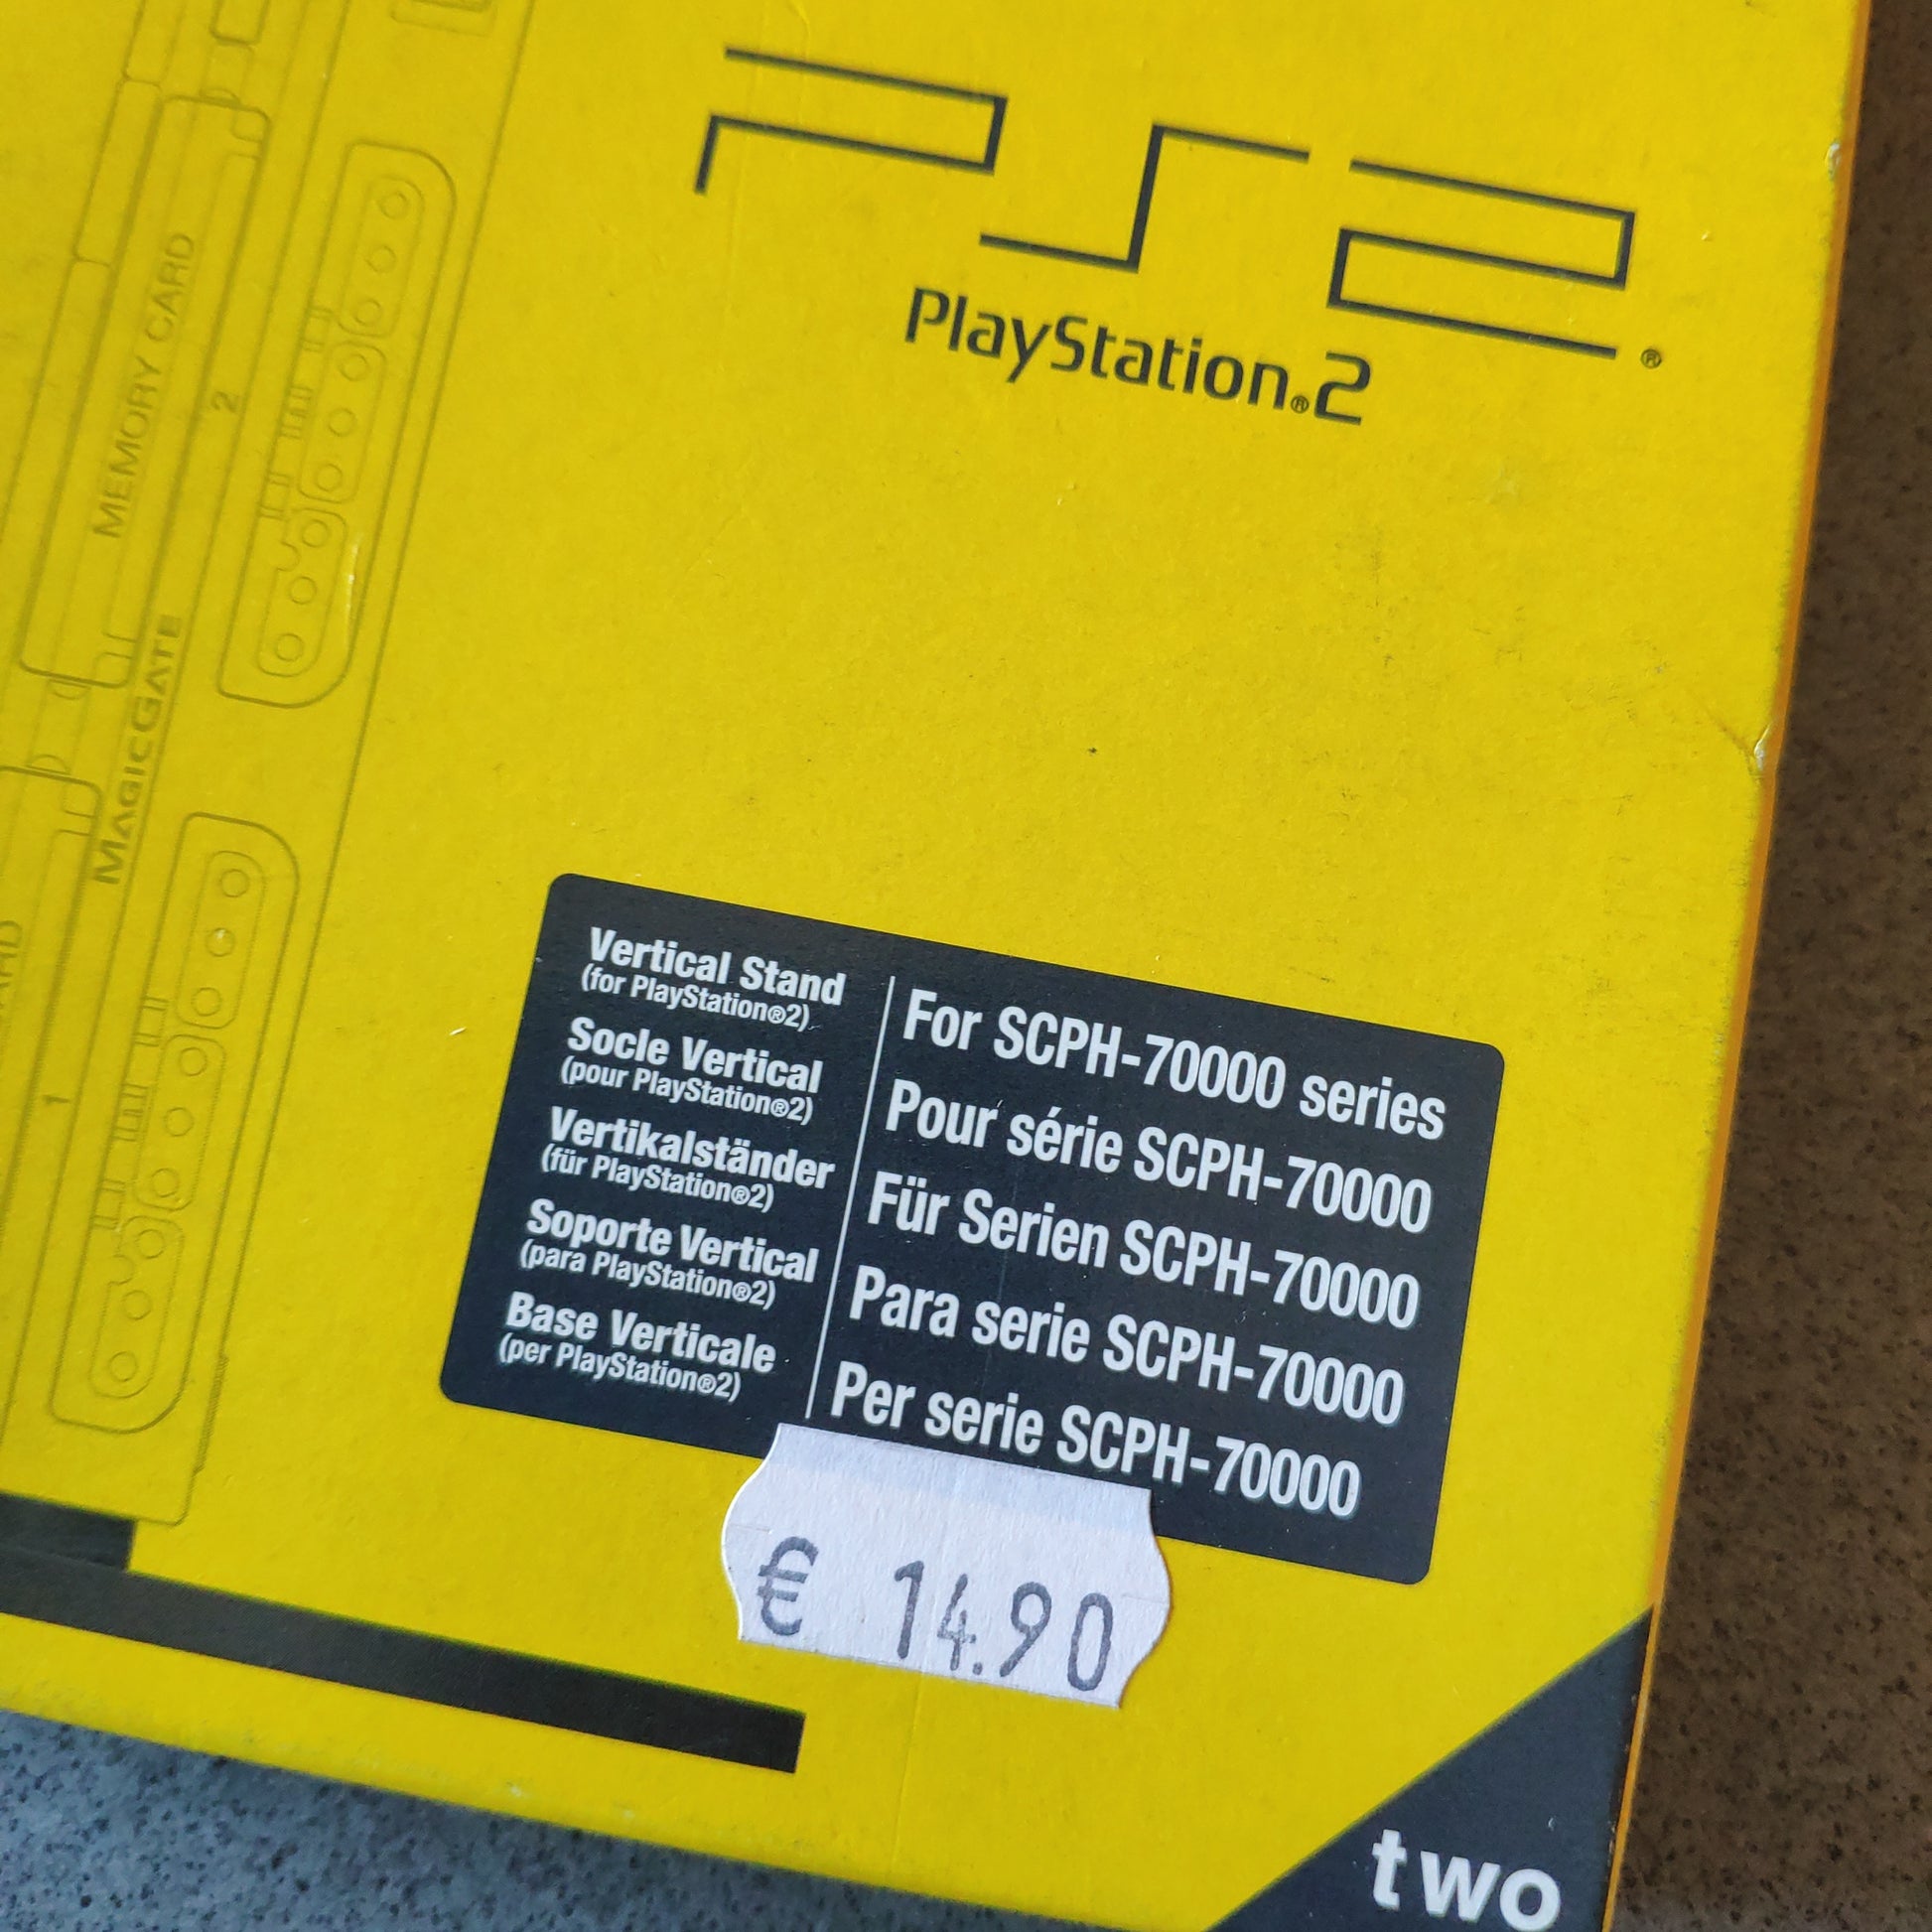 PS2®
PlayStation®2
MEMORY CARD
2
MAGICGATE
1
Vertical Stand
(for PlayStation®2)
Socle Vertical
(pour PlayStation®2)
Vertikalständer
(für PlayStation®2)
Soporte Vertical
(para PlayStation®2)
Base Verticale
(per PlayStation®2)
For SCPH-70000 series
Pour série SCPH-70000
Für Serien SCPH-70000
Para serie SCPH-70000
Per serie SCPH-70000
€ 14.90
two